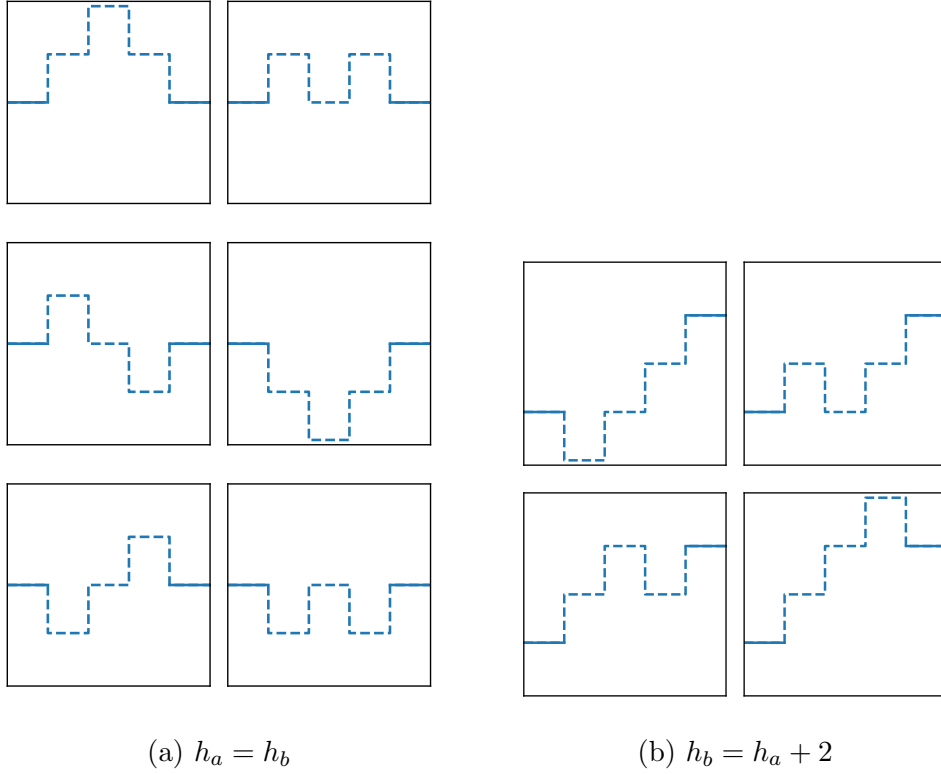 (a) $h_a = h_b$
(b) $h_b = h_a + 2$